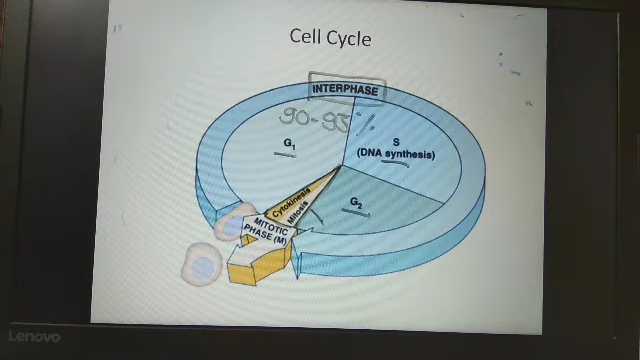 Cell Cycle
INTERPHASE
90-95%
G1
S
(DNA synthesis)
G2
Cytokinesis
Mitosis
MITOTIC
PHASE (M)
Lenovo